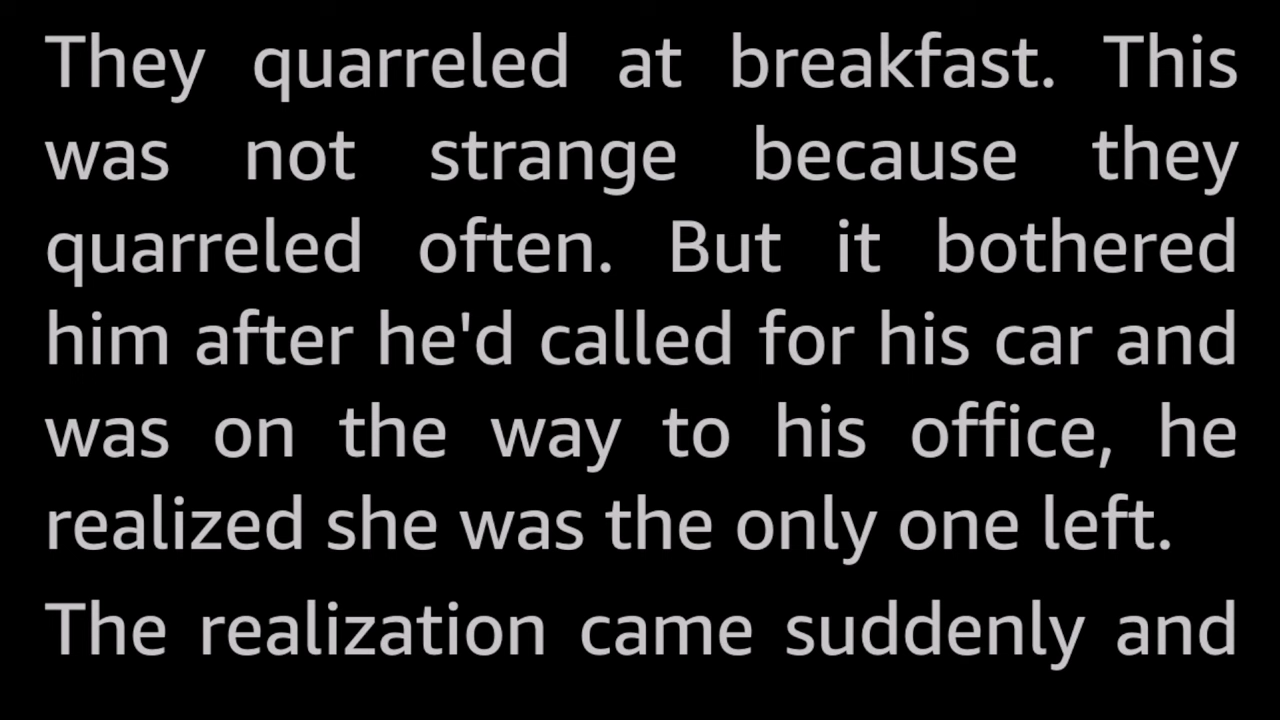 They quarreled at breakfast. This
was not strange because they
quarreled often. But it bothered
him after he'd called for his car and
was on the way to his office, he
realized she was the only one left.
The realization came suddenly and